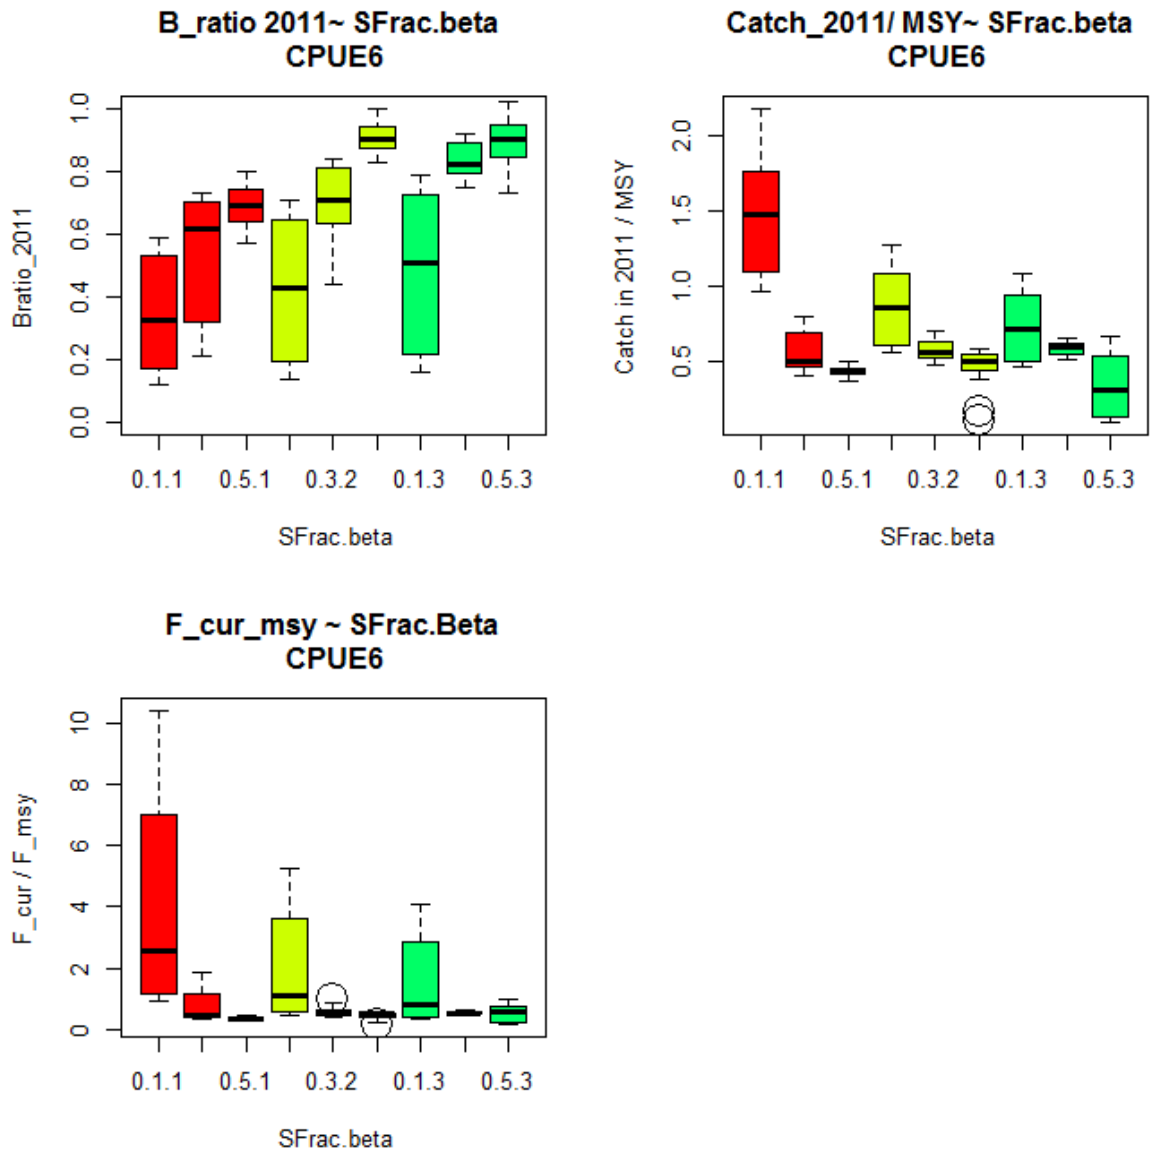 B_ratio 2011~ SFrac.beta
CPUE6
Bratio_2011
1.0
0.8
0.6
0.4
0.2
0.0
0.1.1 0.5.1 0.3.2 0.1.3 0.5.3
SFrac.beta
Catch_2011/ MSY~ SFrac.beta
CPUE6
Catch in 2011 / MSY
2.0
1.5
1.0
0.5
0.1.1 0.5.1 0.3.2 0.1.3 0.5.3
SFrac.beta
F_cur_msy ~ SFrac.Beta
CPUE6
F_cur / F_msy
10
8
6
4
2
0
0.1.1 0.5.1 0.3.2 0.1.3 0.5.3
SFrac.beta